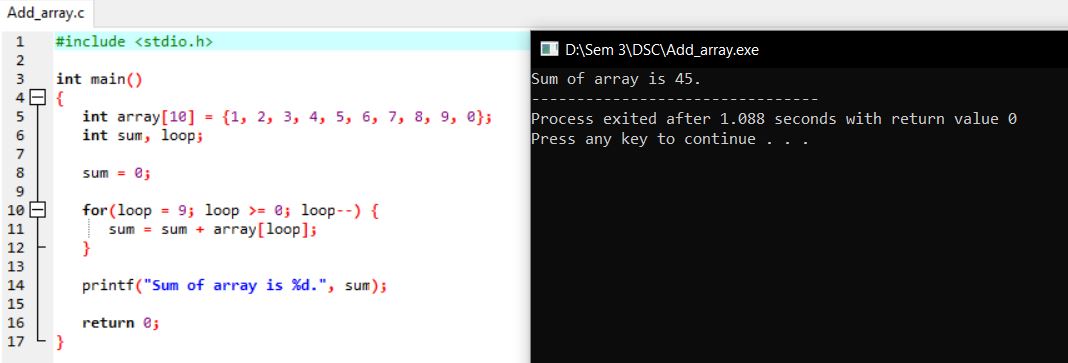 Add_array.c
1 #include <stdio.h>
2
3 int main()
4 {
5 int array[10] = {1, 2, 3, 4, 5, 6, 7, 8, 9, 0};
6 int sum, loop;
7
8 sum = 0;
9
10 for(loop = 9; loop >= 0; loop--) {
11 sum = sum + array[loop];
12 }
13
14 printf("Sum of array is %d.", sum);
15
16 return 0;
17 }
D:\Sem 3\DSC\Add_array.exe
Sum of array is 45.
--------------------------------
Process exited after 1.088 seconds with return value 0
Press any key to continue . . .